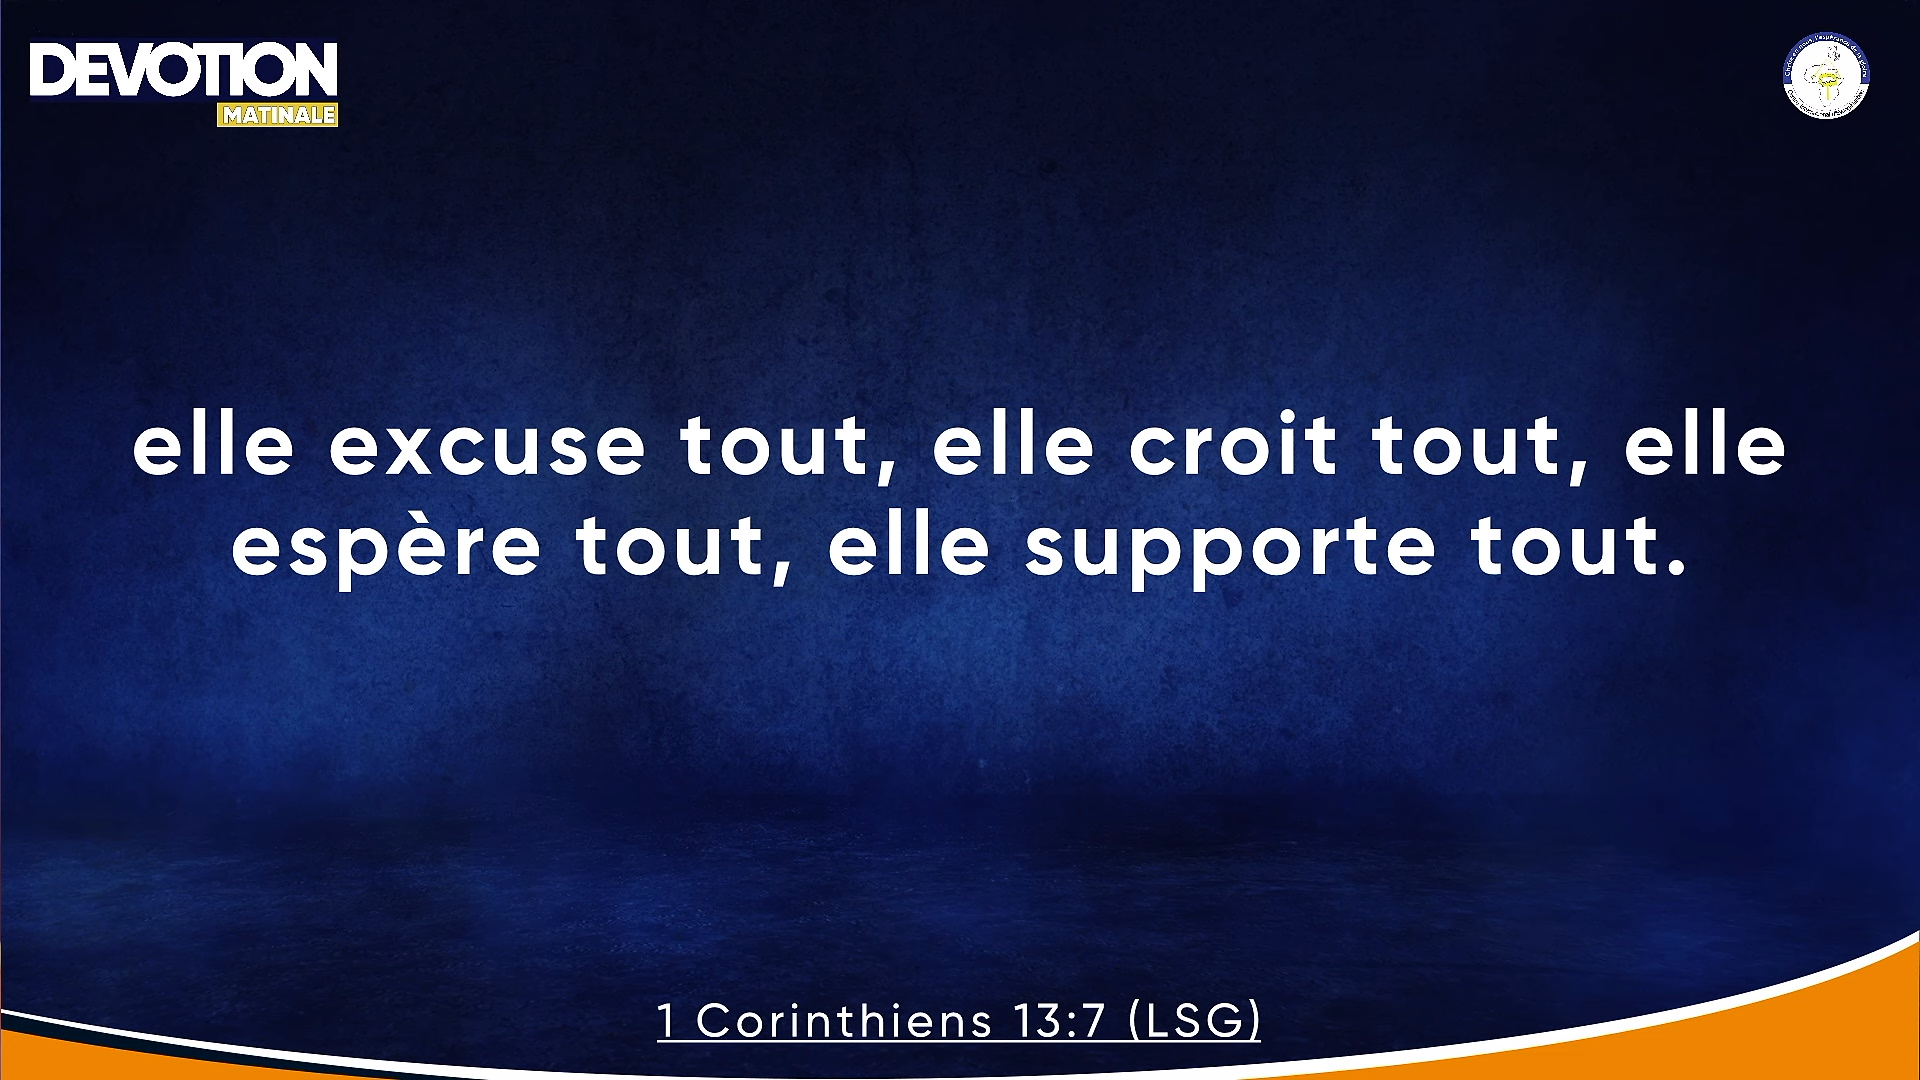 DEVOTION
MATINALE
elle excuse tout, elle croit tout, elle
espère tout, elle supporte tout.
1 Corinthiens 13:7 (LSG)